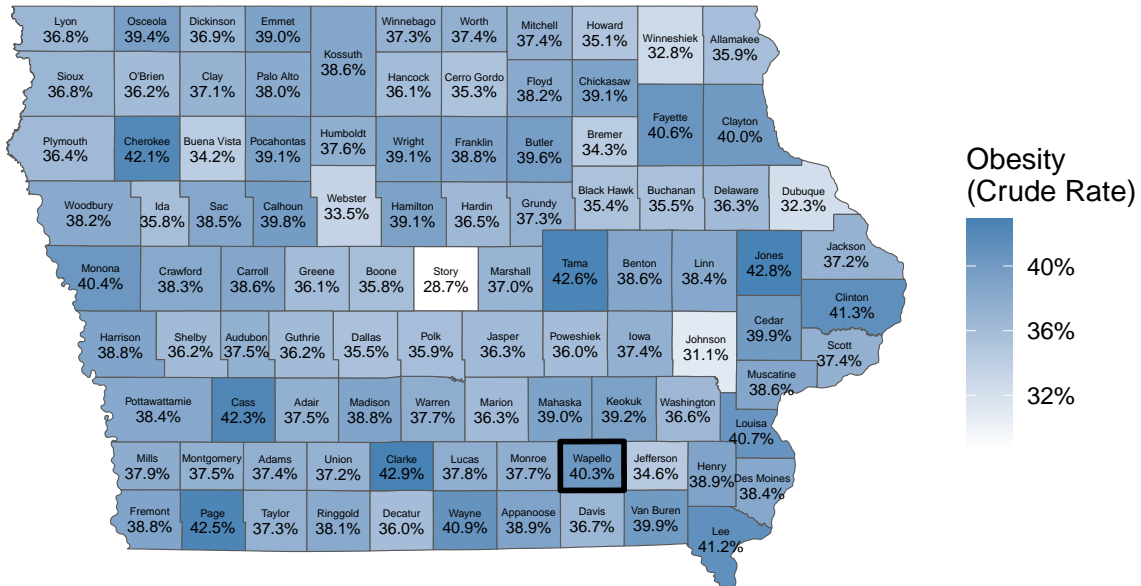 Lyon
36.8%
Osceola
39.4%
Dickinson
36.9%
Emmet
39.0%
Kossuth
38.6%
Winnebago
37.3%
Worth
37.4%
Mitchell
37.4%
Howard
35.1%
Winneshiek
32.8%
Allamakee
35.9%
Sioux
36.8%
O'Brien
36.2%
Clay
37.1%
Palo Alto
38.0%
Hancock
36.1%
Cerro Gordo
35.3%
Floyd
38.2%
Chickasaw
39.1%
Fayette
40.6%
Clayton
40.0%
Plymouth
36.4%
Cherokee
42.1%
Buena Vista
34.2%
Pocahontas
39.1%
Humboldt
37.6%
Wright
39.1%
Franklin
38.8%
Butler
39.6%
Bremer
34.3%
Woodbury
38.2%
Ida
35.8%
Sac
38.5%
Calhoun
39.8%
Webster
33.5%
Hamilton
39.1%
Hardin
36.5%
Grundy
37.3%
Black Hawk
35.4%
Buchanan
35.5%
Delaware
36.3%
Dubuque
32.3%
Monona
40.4%
Crawford
38.3%
Carroll
38.6%
Greene
36.1%
Boone
35.8%
Story
28.7%
Marshall
37.0%
Tama
42.6%
Benton
38.6%
Linn
38.4%
Jones
42.8%
Jackson
37.2%
Clinton
41.3%
Harrison
38.8%
Shelby
36.2%
Audubon
37.5%
Guthrie
36.2%
Dallas
35.5%
Polk
35.9%
Jasper
36.3%
Poweshiek
36.0%
Iowa
37.4%
Johnson
31.1%
Cedar
39.9%
Scott
37.4%
Muscatine
38.6%
Pottawattamie
38.4%
Cass
42.3%
Adair
37.5%
Madison
38.8%
Warren
37.7%
Marion
36.3%
Mahaska
39.0%
Keokuk
39.2%
Washington
36.6%
Louisa
40.7%
Mills
37.9%
Montgomery
37.5%
Adams
37.4%
Union
37.2%
Clarke
42.9%
Lucas
37.8%
Monroe
37.7%
Wapello
40.3%
Jefferson
34.6%
Henry
38.9%
Des Moines
38.4%
Fremont
38.8%
Page
42.5%
Taylor
37.3%
Ringgold
38.1%
Decatur
36.0%
Wayne
40.9%
Appanoose
38.9%
Davis
36.7%
Van Buren
39.9%
Lee
41.2%
Obesity
(Crude Rate)
40%
36%
32%